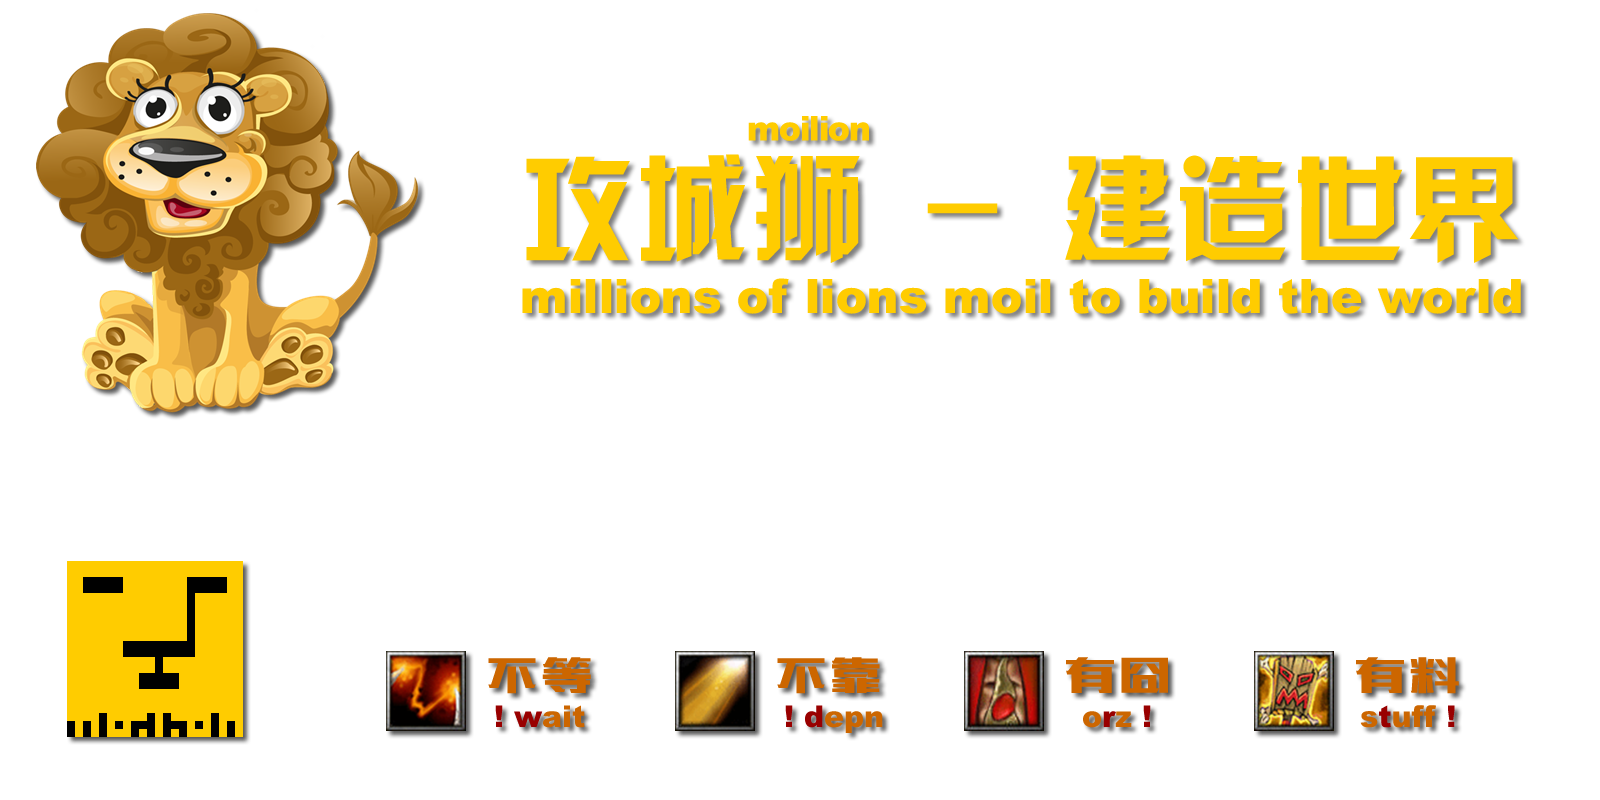 moilion
攻城狮 - 建造世界
millions of lions moil to build the world
不等
! wait
不靠
! depn
有囧
orz !
有料
stuff !